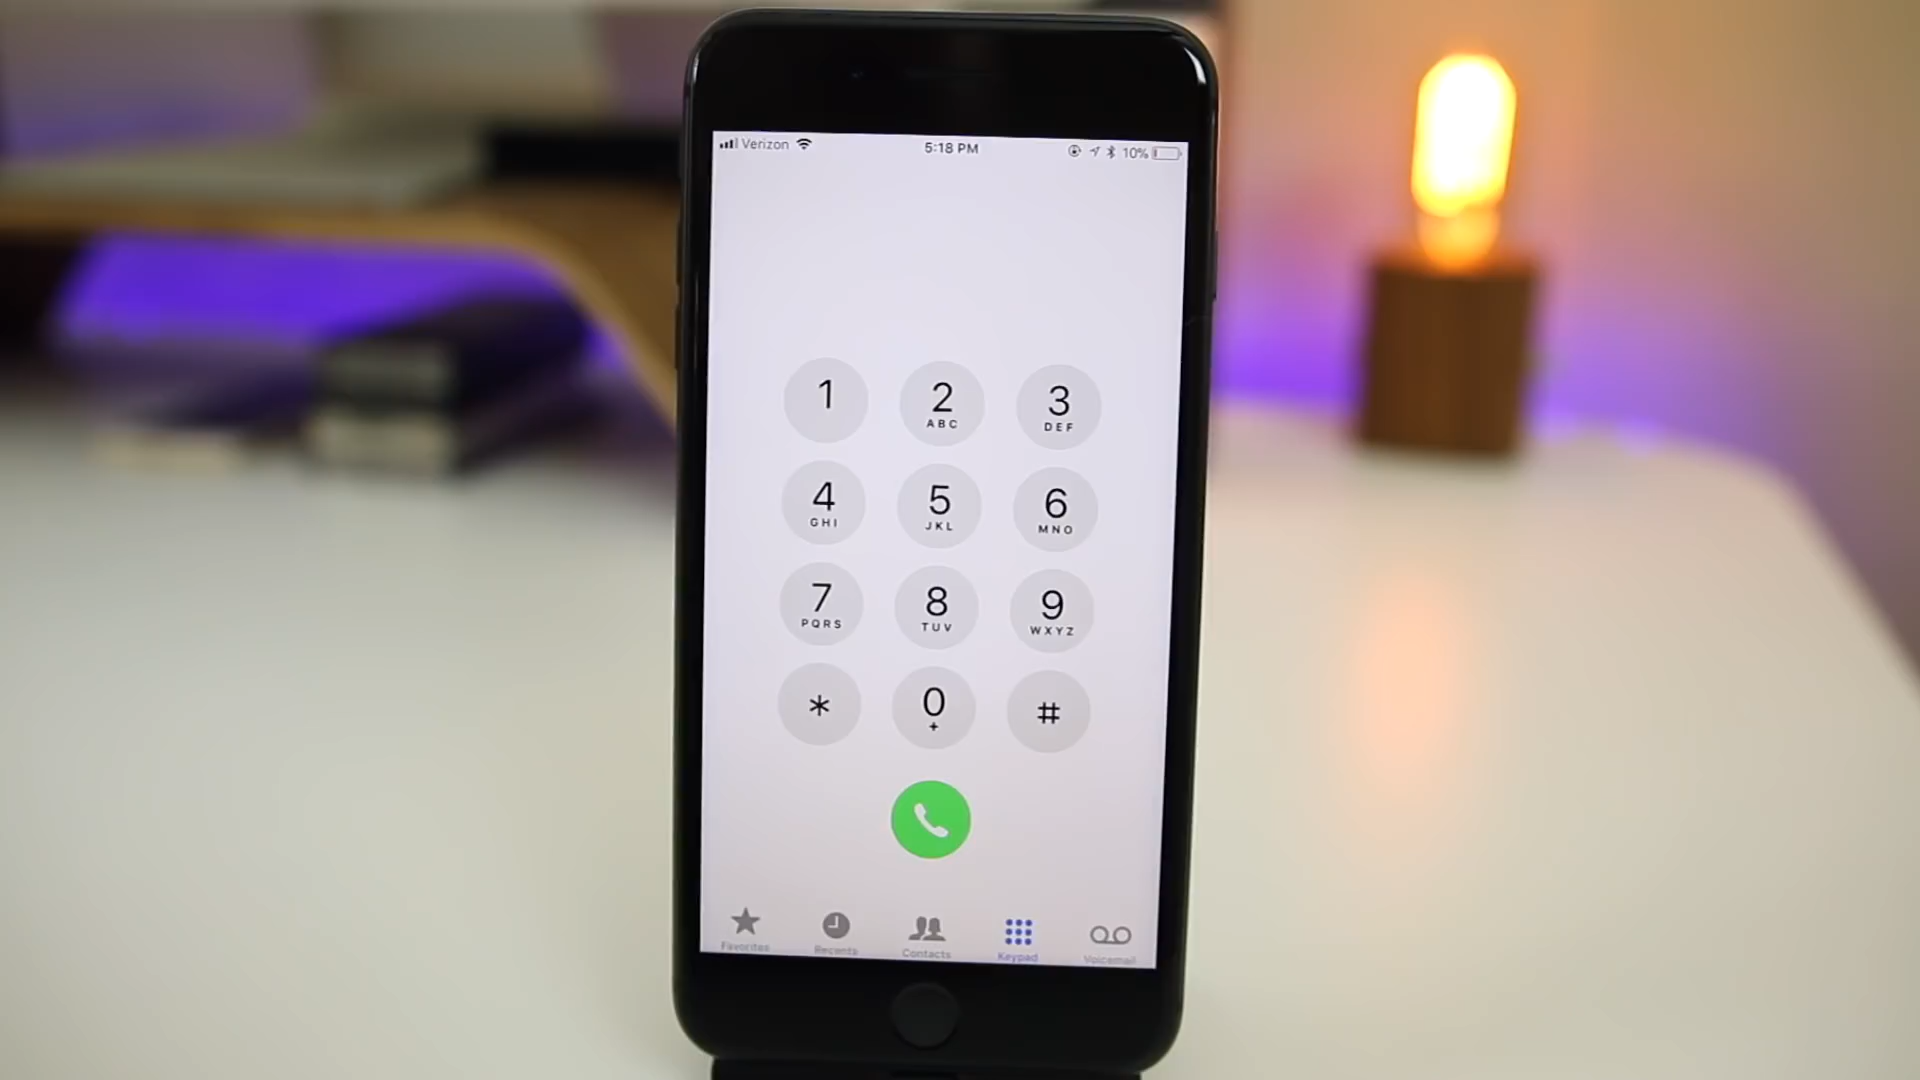 Verizon 5:18 PM 10%
1 2 3
ABC DEF
4 5 6
GHI JKL MNO
7 8 9
PQRS TUV WXYZ
* 0 #
+
Favorites Recents Contacts Keypad Voicemail